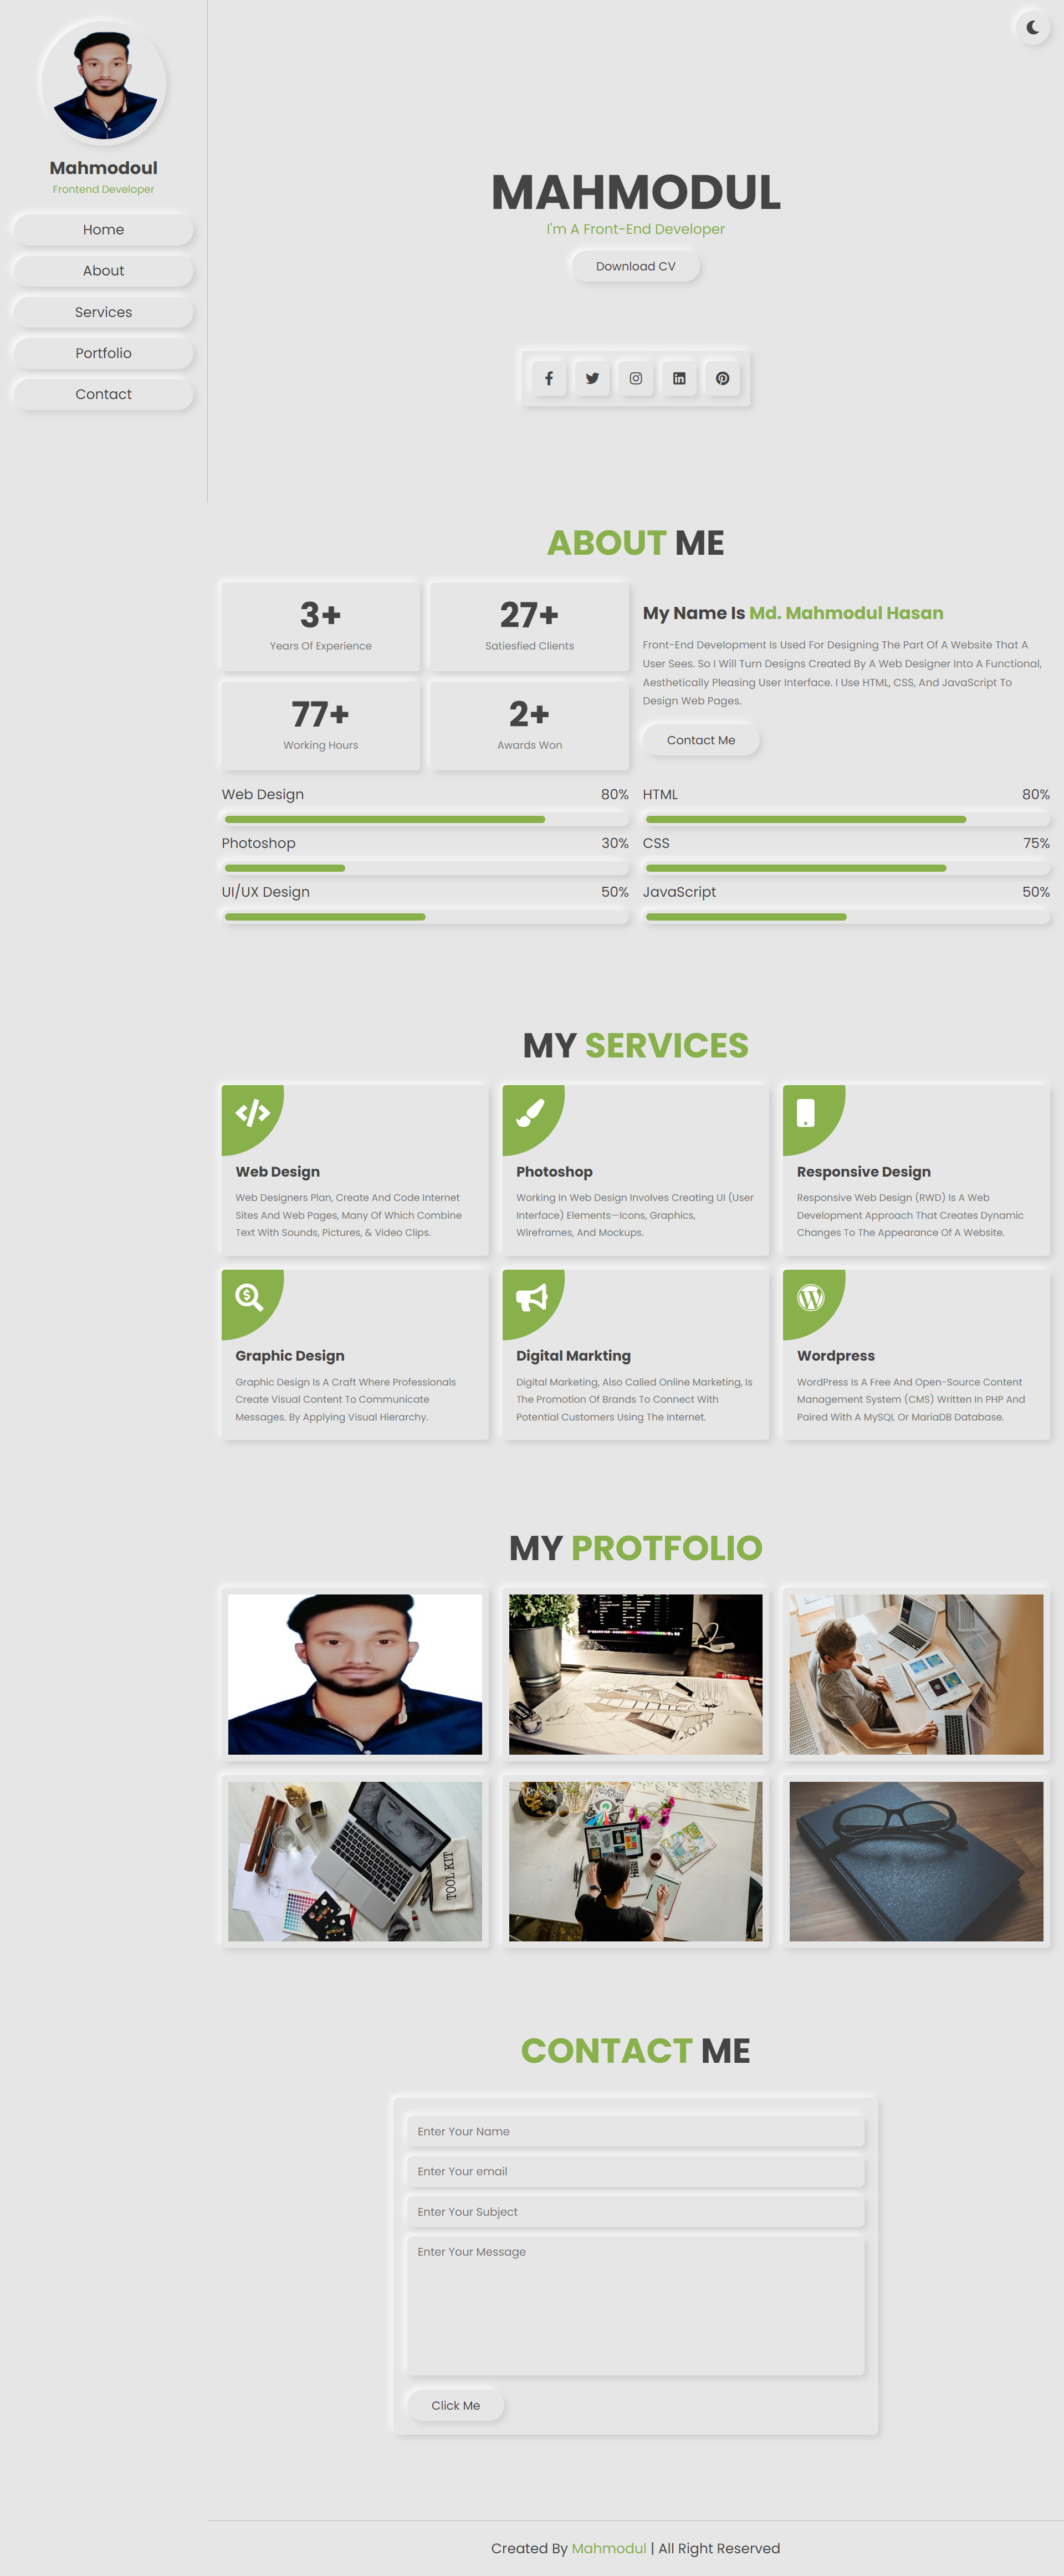 Mahmodoul
Frontend Developer
Home
About
Services
Portfolio
Contact
MAHMODUL
I'm A Front-End Developer
Download CV
ABOUT ME
3+
Years Of Experience
27+
Satiesfied Clients
77+
Working Hours
2+
Awards Won
My Name Is Md. Mahmodul Hasan
Front-End Development Is Used For Designing The Part Of A Website That A
User Sees. So I Will Turn Designs Created By A Web Designer Into A Functional,
Aesthetically Pleasing User Interface. I Use HTML, CSS, And JavaScript To
Design Web Pages.
Contact Me
Web Design 80%
Photoshop 30%
UI/UX Design 50%
HTML 80%
CSS 75%
JavaScript 50%
MY SERVICES
Web Design
Web Designers Plan, Create And Code Internet
Sites And Web Pages, Many Of Which Combine
Text With Sounds, Pictures, & Video Clips.
Photoshop
Working In Web Design Involves Creating UI (User
Interface) Elements—Icons, Graphics,
Wireframes, And Mockups.
Responsive Design
Responsive Web Design (RWD) Is A Web
Development Approach That Creates Dynamic
Changes To The Appearance Of A Website.
Graphic Design
Graphic Design Is A Craft Where Professionals
Create Visual Content To Communicate
Messages. By Applying Visual Hierarchy.
Digital Markting
Digital Marketing, Also Called Online Marketing, Is
The Promotion Of Brands To Connect With
Potential Customers Using The Internet.
Wordpress
WordPress Is A Free And Open-Source Content
Management System (CMS) Written In PHP And
Paired With A MySQL Or MariaDB Database.
MY PROTFOLIO
TOOL KIT
CONTACT ME
Enter Your Name
Enter Your email
Enter Your Subject
Enter Your Message
Click Me
Created By Mahmodul | All Right Reserved